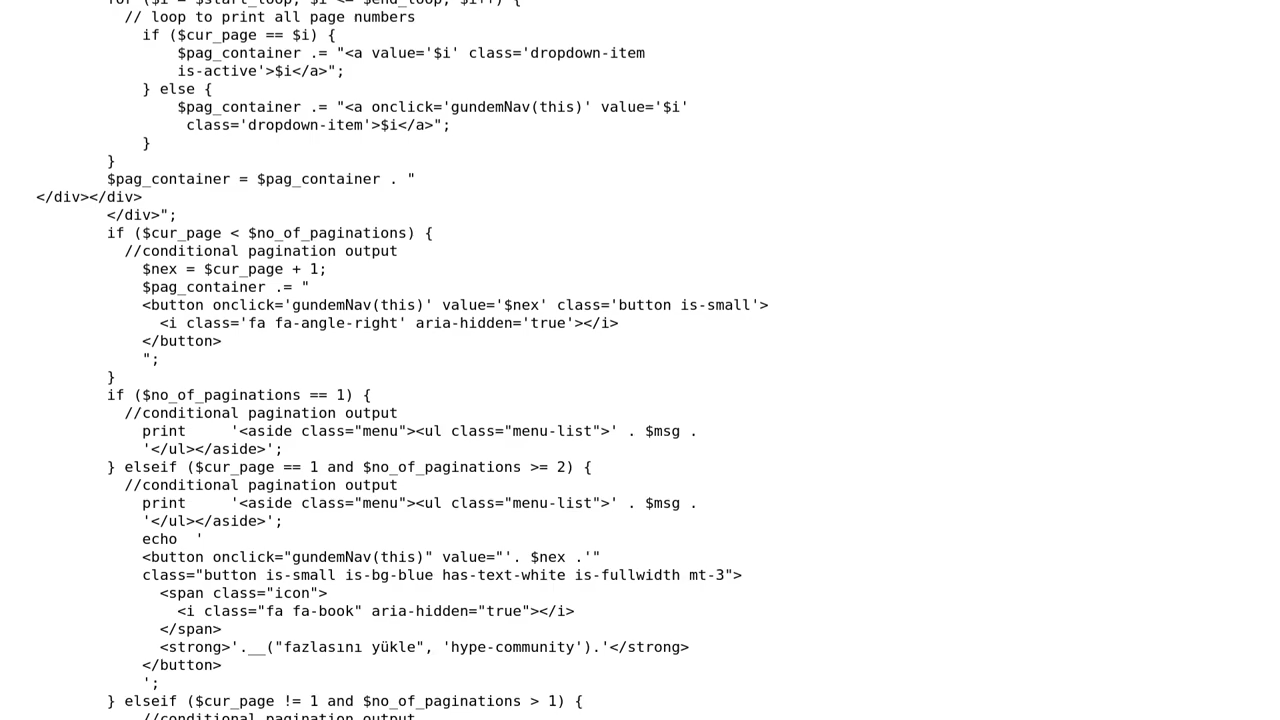 for ($i = $start_loop; $i <= $end_loop; $i++) {
// loop to print all page numbers
if ($cur_page == $i) {
$pag_container .= "<a value='$i' class='dropdown-item
is-active'>$i</a>";
} else {
$pag_container .= "<a onclick='gundemNav(this)' value='$i'
class='dropdown-item'>$i</a>";
}
}
$pag_container = $pag_container . "
</div></div>
</div>";
if ($cur_page < $no_of_paginations) {
//conditional pagination output
$nex = $cur_page + 1;
$pag_container .= "
<button onclick='gundemNav(this)' value='$nex' class='button is-small'>
<i class='fa fa-angle-right' aria-hidden='true'></i>
</button>
";
}
if ($no_of_paginations == 1) {
//conditional pagination output
print     '<aside class="menu"><ul class="menu-list">' . $msg .
'</ul></aside>';
} elseif ($cur_page == 1 and $no_of_paginations >= 2) {
//conditional pagination output
print     '<aside class="menu"><ul class="menu-list">' . $msg .
'</ul></aside>';
echo  '
<button onclick="gundemNav(this)" value="'. $nex .'"
class="button is-small is-bg-blue has-text-white is-fullwidth mt-3">
<span class="icon">
<i class="fa fa-book" aria-hidden="true"></i>
</span>
<strong>'.__("fazlasını yükle", 'hype-community').'</strong>
</button>
';
} elseif ($cur_page != 1 and $no_of_paginations > 1) {
//conditional pagination output